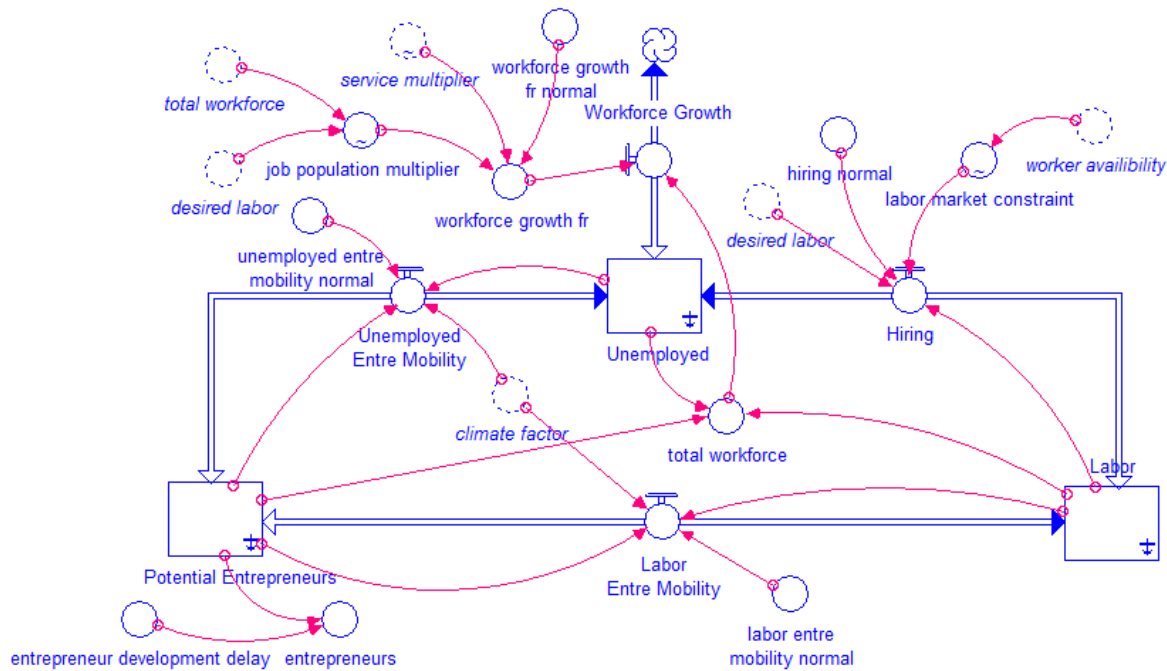 workforce growth
fr normal
service multiplier
total workforce
Workforce Growth
job population multiplier
hiring normal
worker availibility
labor market constraint
desired labor
workforce growth fr
desired labor
unemployed entre
mobility normal
Unemployed
Entre Mobility
Unemployed
Hiring
climate factor
total workforce
Labor
Potential Entrepreneurs
Labor
Entre Mobility
labor entre
mobility normal
entrepreneur development delay
entrepreneurs
~
~
~